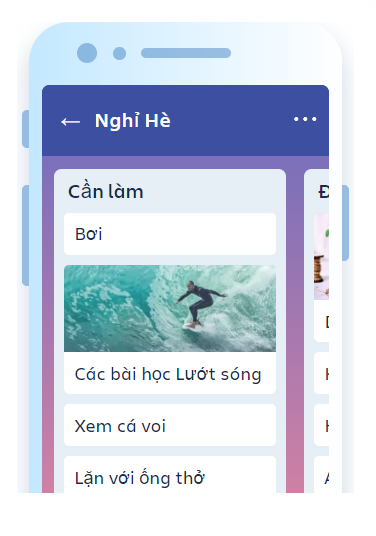 Nghỉ Hè
Cần làm
Bơi
Các bài học Lướt sóng
Xem cá voi
Lặn với ống thở